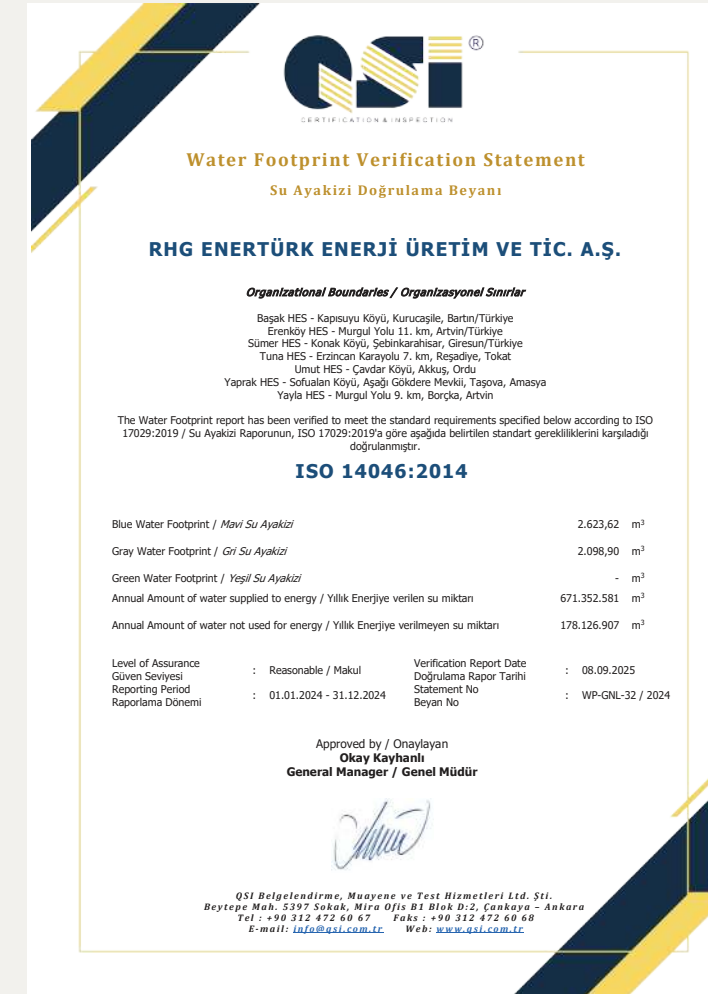 QSI ®
CERTIFICATION & INSPECTION
Water Footprint Verification Statement
Su Ayakizi Doğrulama Beyanı
RHG ENERTÜRK ENERJİ ÜRETİM VE TİC. A.Ş.
Organizational Boundaries / Organizasyonel Sınırlar
Başak HES - Kapısuyu Köyü, Kurucaşile, Bartın/Türkiye
Erenköy HES - Murgul Yolu 11. km, Artvin/Türkiye
Sümer HES - Konak Köyü, Şebinkarahisar, Giresun/Türkiye
Tuna HES - Erzincan Karayolu 7. km, Reşadiye, Tokat
Umut HES - Çavdar Köyü, Akkuş, Ordu
Yaprak HES - Sofualan Köyü, Aşağı Gökdere Mevkii, Taşova, Amasya
Yayla HES - Murgul Yolu 9. km, Borçka, Artvin
The Water Footprint report has been verified to meet the standard requirements specified below according to ISO
17029:2019 / Su Ayakizi Raporunun, ISO 17029:2019'a göre aşağıda belirtilen standart gerekliliklerini karşıladığı
doğrulanmıştır.
ISO 14046:2014
Blue Water Footprint / Mavi Su Ayakizi 2.623,62 m³
Gray Water Footprint / Gri Su Ayakizi 2.098,90 m³
Green Water Footprint / Yeşil Su Ayakizi - m³
Annual Amount of water supplied to energy / Yıllık Enerjiye verilen su miktarı 671.352.581 m³
Annual Amount of water not used for energy / Yıllık Enerjiye verilmeyen su miktarı 178.126.907 m³
Level of Assurance
Güven Seviyesi : Reasonable / Makul
Reporting Period
Raporlama Dönemi : 01.01.2024 - 31.12.2024
Verification Report Date
Doğrulama Rapor Tarihi : 08.09.2025
Statement No
Beyan No : WP-GNL-32 / 2024
Approved by / Onaylayan
Okay Kayhanlı
General Manager / Genel Müdür
QSI Belgelendirme, Muayene ve Test Hizmetleri Ltd. Şti.
Beytepe Mah. 5397 Sokak, Mira Ofis B1 Blok D:2, Çankaya – Ankara
Tel : +90 312 472 60 67 Faks : +90 312 472 60 68
E-mail: info@qsi.com.tr Web: www.qsi.com.tr